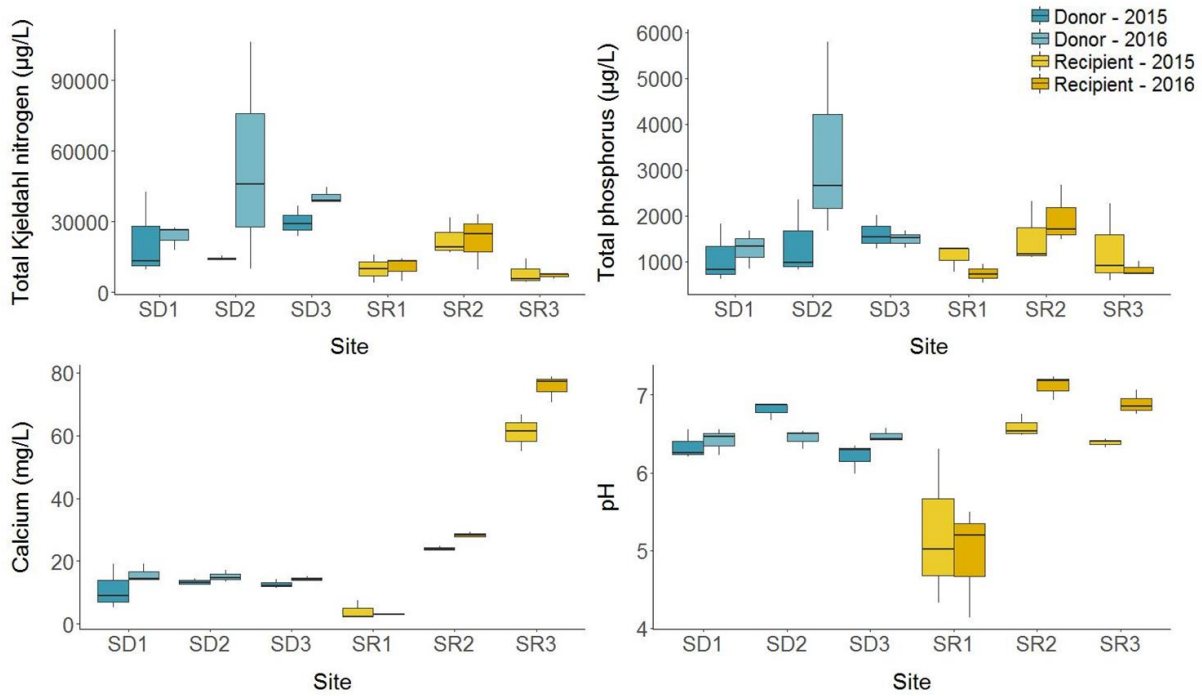 Total Kjeldahl nitrogen (µg/L)
90000
60000
30000
0
SD1 SD2 SD3 SR1 SR2 SR3
Site
Total phosphorus (µg/L)
6000
5000
4000
3000
2000
1000
SD1 SD2 SD3 SR1 SR2 SR3
Site
Donor - 2015
Donor - 2016
Recipient - 2015
Recipient - 2016
Calcium (mg/L)
80
60
40
20
0
SD1 SD2 SD3 SR1 SR2 SR3
Site
pH
7
6
5
4
SD1 SD2 SD3 SR1 SR2 SR3
Site